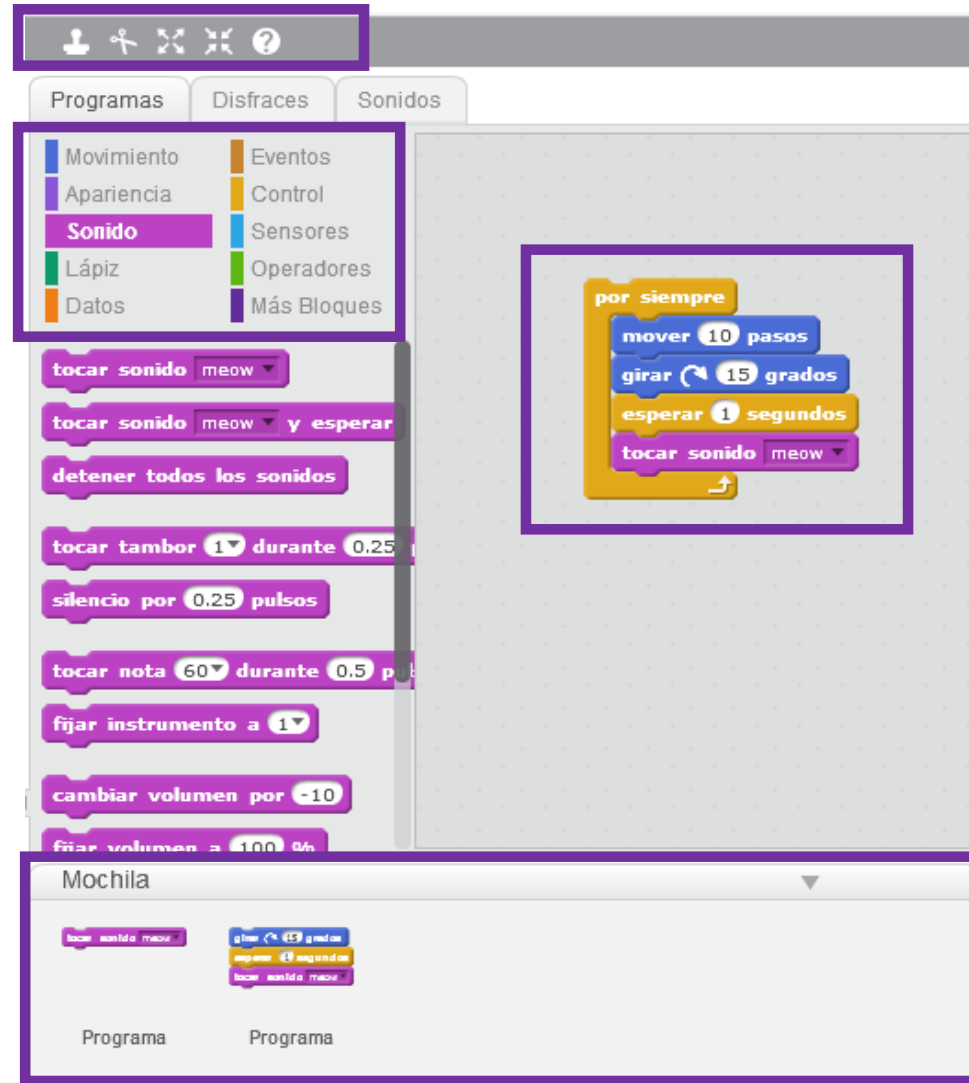 ?
Programas Disfraces Sonidos
Movimiento Eventos
Apariencia Control
Sonido Sensores
Lápiz Operadores
Datos Más Bloques
tocar sonido meow
tocar sonido meow y esperar
detener todos los sonidos
tocar tambor 1 durante 0.25
silencio por 0.25 pulsos
tocar nota 60 durante 0.5
fijar instrumento a 1
cambiar volumen por -10
fijar volumen a 100 %
por siempre
mover 10 pasos
girar 15 grados
esperar 1 segundos
tocar sonido meow
Mochila
tocar sonido meow
girar 15 grados
esperar 1 segundos
tocar sonido meow
Programa Programa